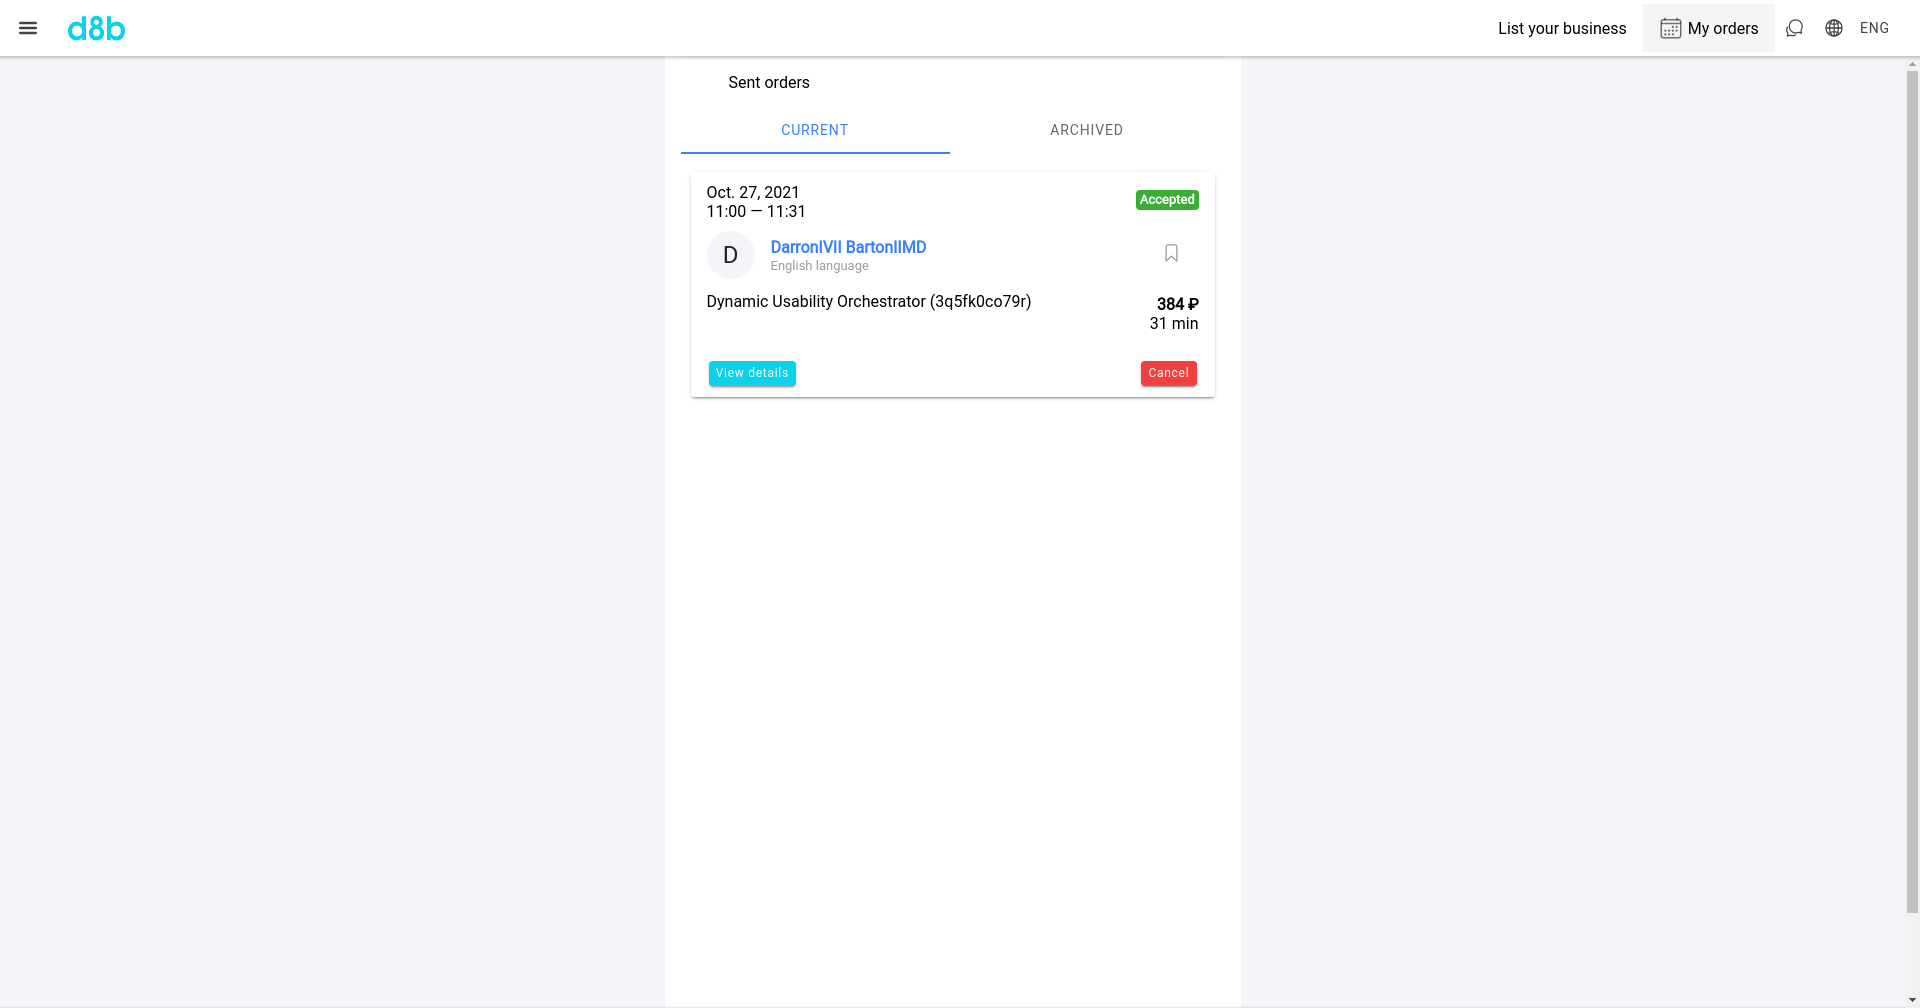 d8b
List your business
My orders
ENG
Sent orders
CURRENT
ARCHIVED
Oct. 27, 2021
11:00 — 11:31
Accepted
D
DarronIVII BartonIIMD
English language
Dynamic Usability Orchestrator (3q5fk0co79r)
384 ₽
31 min
View details
Cancel